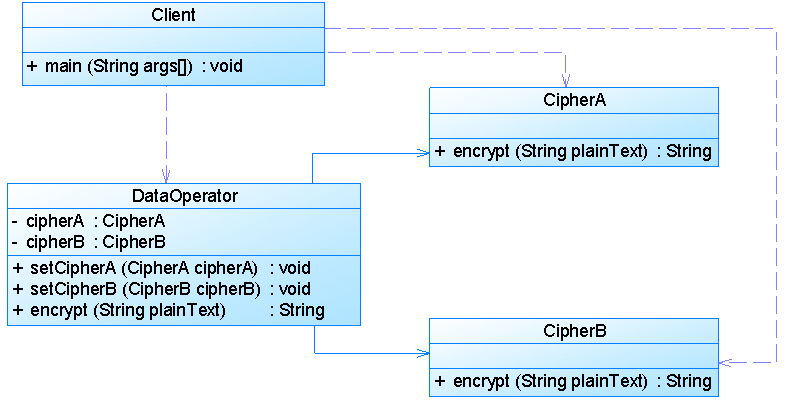 Client
+ main (String args[]) : void
CipherA
+ encrypt (String plainText) : String
DataOperator
- cipherA : CipherA
- cipherB : CipherB
+ setCipherA (CipherA cipherA) : void
+ setCipherB (CipherB cipherB) : void
+ encrypt (String plainText) : String
CipherB
+ encrypt (String plainText) : String